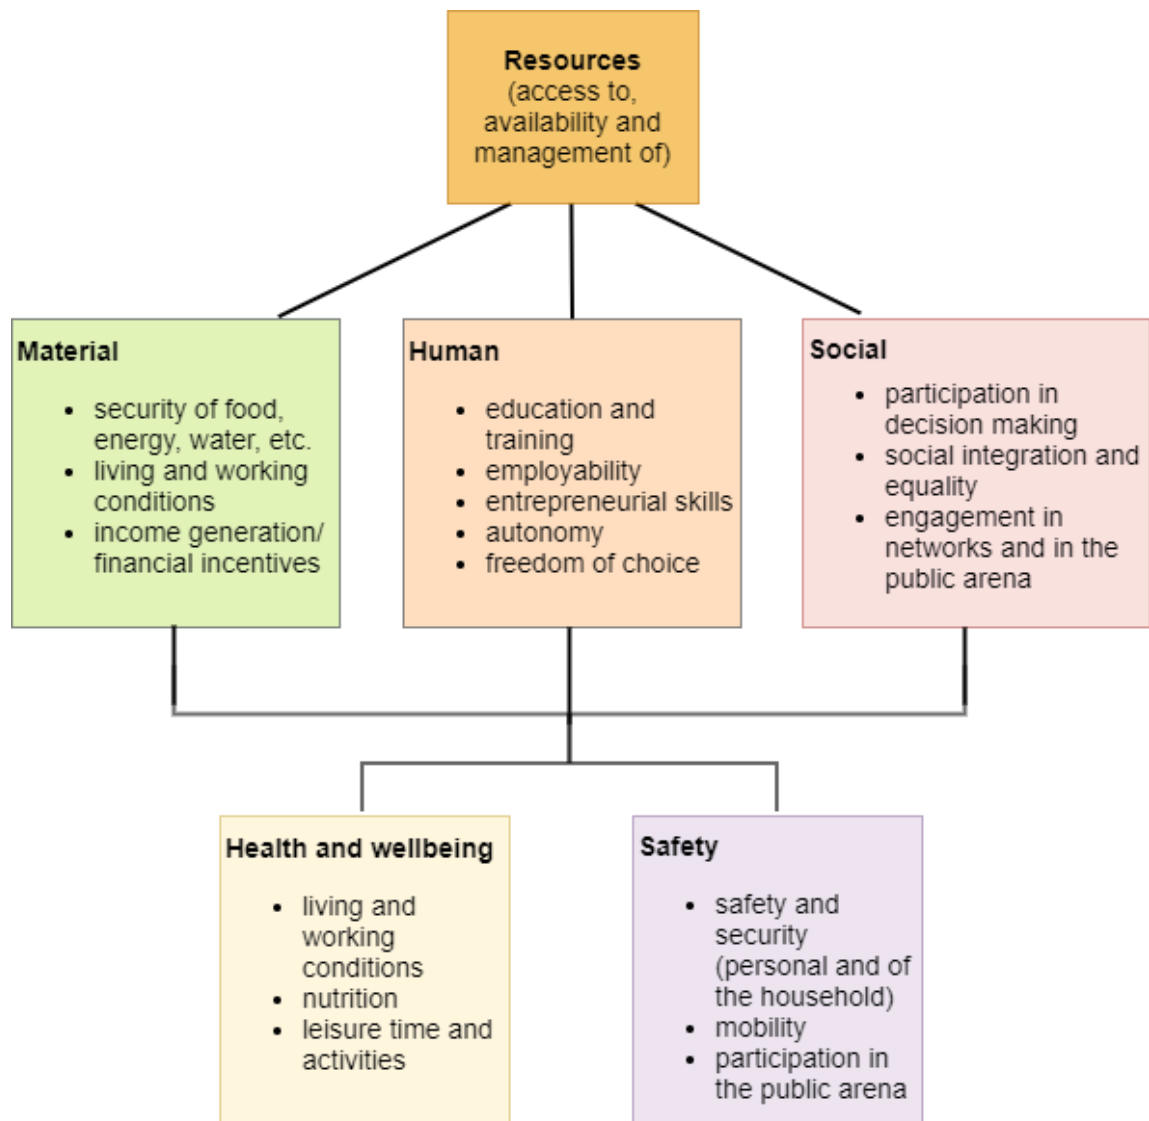 Resources
(access to,
availability and
management of)
Material
• security of food,
energy, water, etc.
• living and working
conditions
• income generation/
financial incentives
Human
• education and
training
• employability
• entrepreneurial skills
• autonomy
• freedom of choice
Social
• participation in
decision making
• social integration and
equality
• engagement in
networks and in the
public arena
Health and wellbeing
• living and
working
conditions
• nutrition
• leisure time and
activities
Safety
• safety and
security
(personal and of
the household)
• mobility
• participation in
the public arena